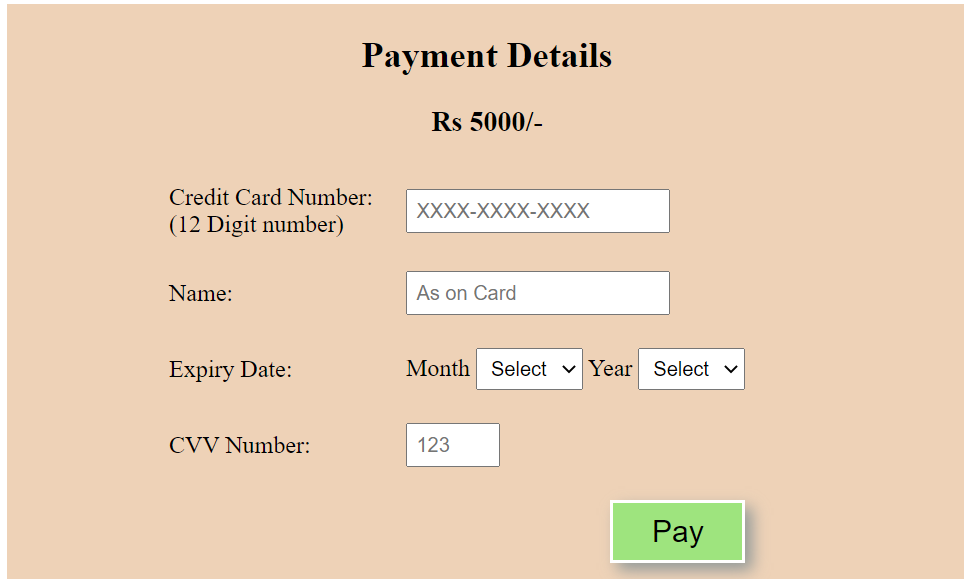 Payment Details
Rs 5000/-
Credit Card Number:
(12 Digit number)
XXXX-XXXX-XXXX
Name:
As on Card
Expiry Date:
Month Select Year Select
CVV Number:
123
Pay